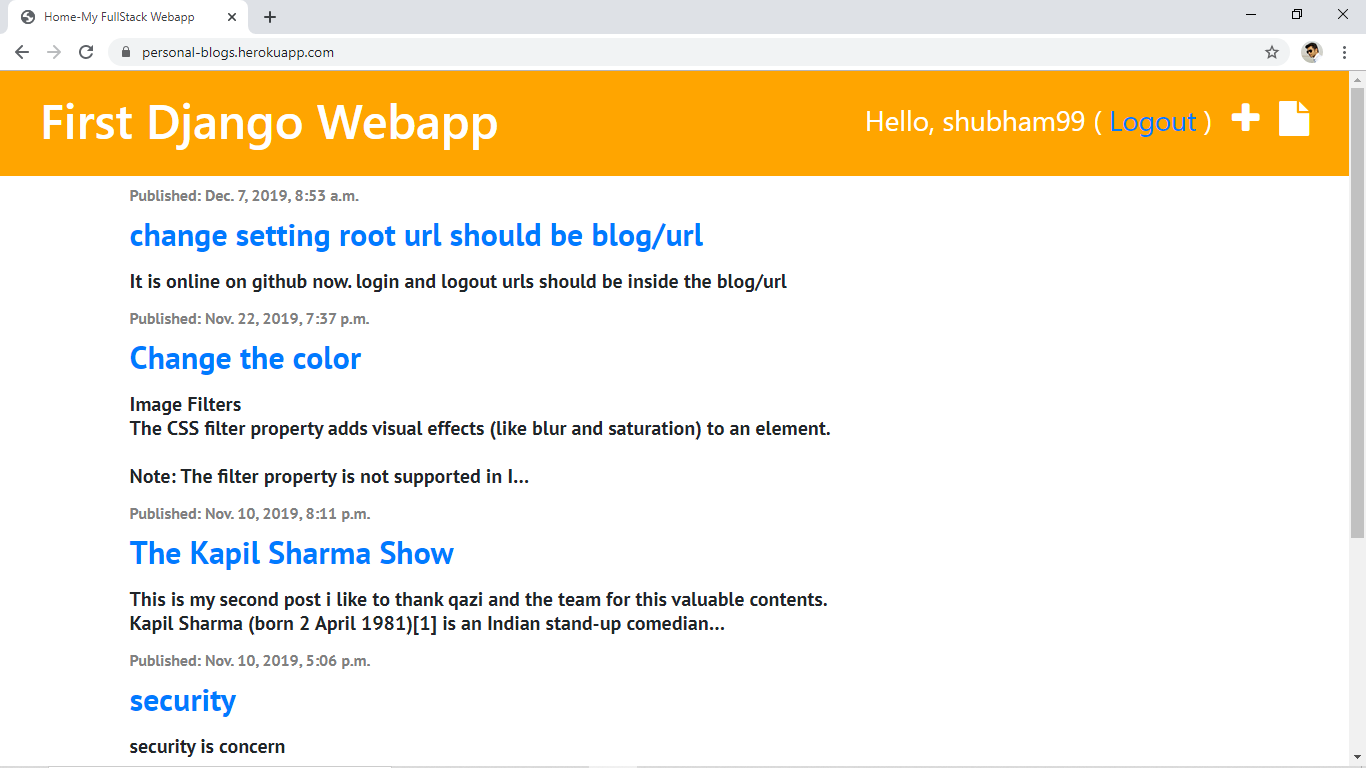 Home-My FullStack Webapp
personal-blogs.herokuapp.com
First Django Webapp
Hello, shubham99 ( Logout )
Published: Dec. 7, 2019, 8:53 a.m.
change setting root url should be blog/url
It is online on github now. login and logout urls should be inside the blog/url
Published: Nov. 22, 2019, 7:37 p.m.
Change the color
Image Filters
The CSS filter property adds visual effects (like blur and saturation) to an element.
Note: The filter property is not supported in I…
Published: Nov. 10, 2019, 8:11 p.m.
The Kapil Sharma Show
This is my second post i like to thank qazi and the team for this valuable contents.
Kapil Sharma (born 2 April 1981)[1] is an Indian stand-up comedian…
Published: Nov. 10, 2019, 5:06 p.m.
security
security is concern